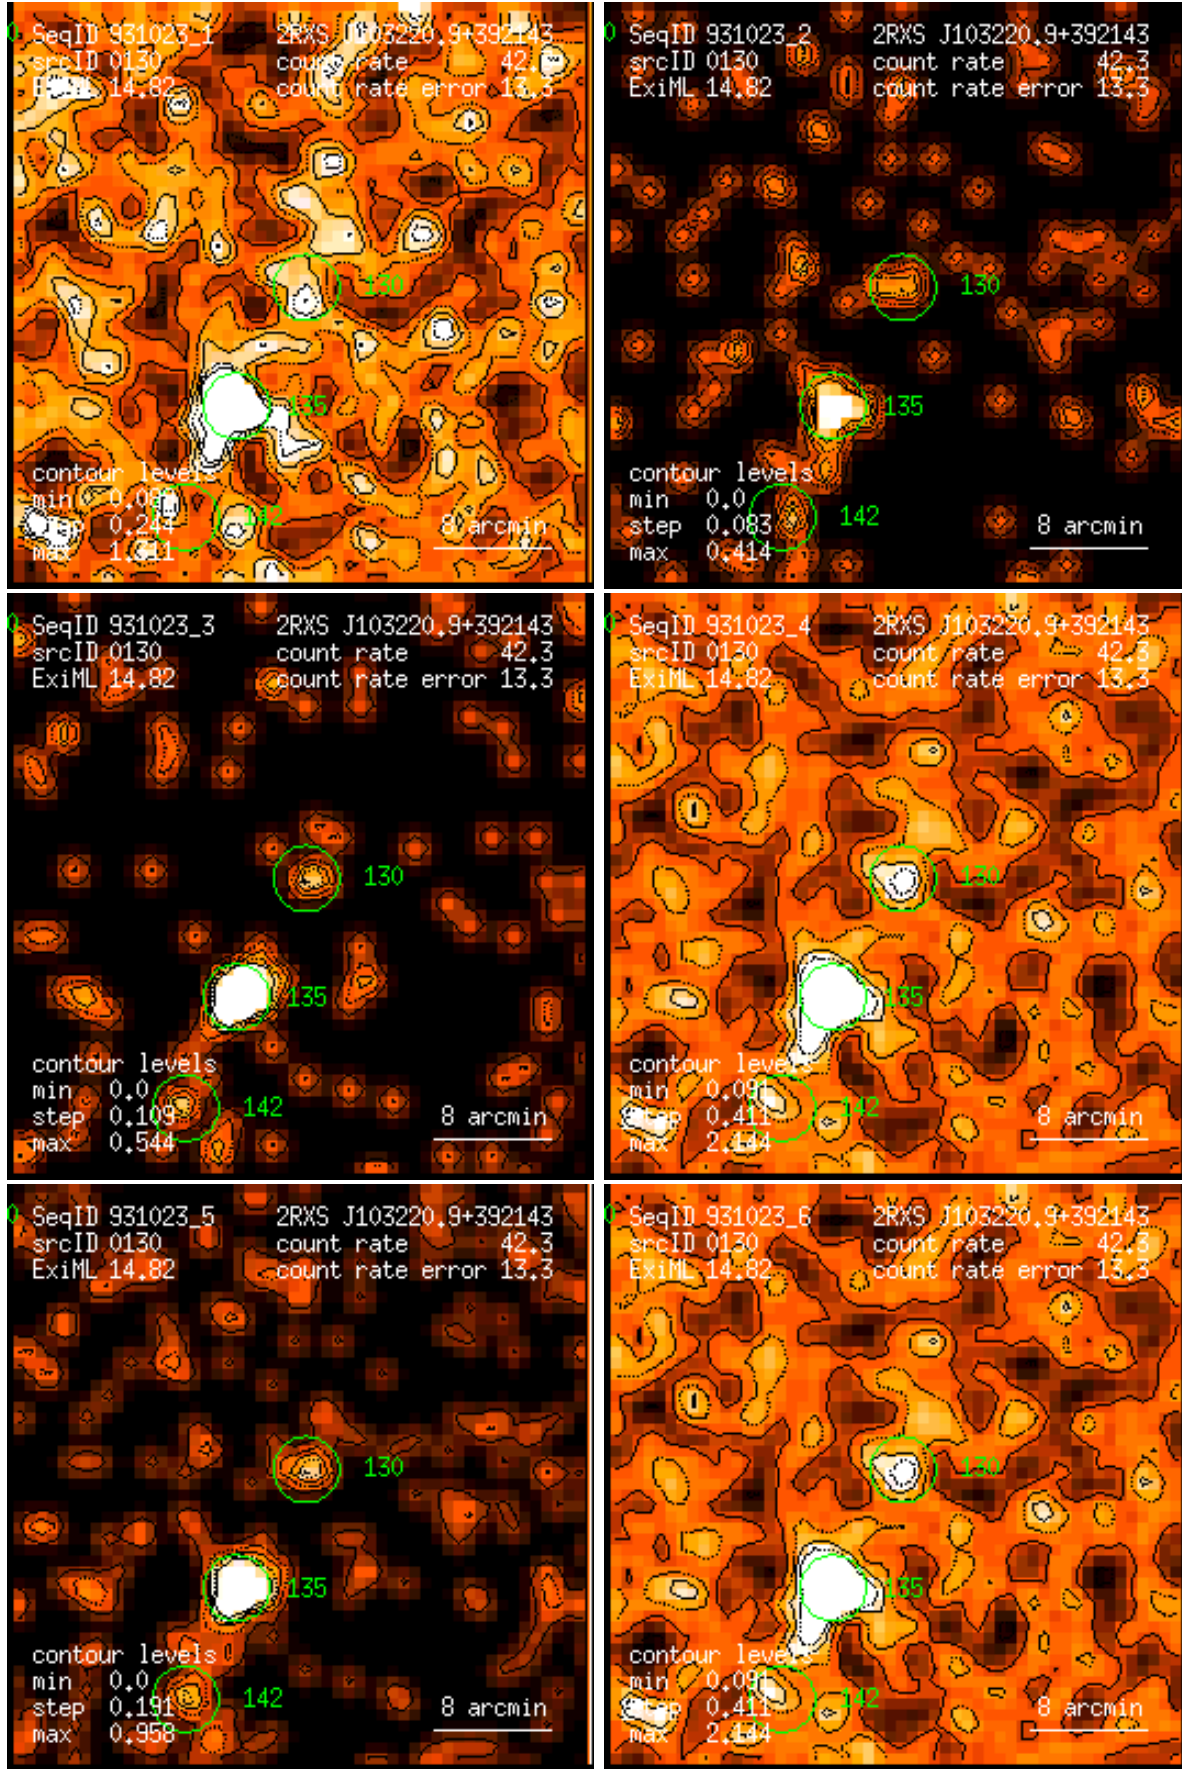 0 SeqID 931023_1 2RXS J103220.9+392143
srcID 0130 count rate 42.3
ExiML 14.82 count rate error 13.3
130
135
contour levels
min 0.089
step 0.244
max 1.311
142
8 arcmin
0 SeqID 931023_2 2RXS J103220.9+392143
srcID 0130 count rate 42.3
ExiML 14.82 count rate error 13.3
130
135
contour levels
min 0.0
step 0.083
max 0.414
142
8 arcmin
0 SeqID 931023_3 2RXS J103220.9+392143
srcID 0130 count rate 42.3
ExiML 14.82 count rate error 13.3
130
135
contour levels
min 0.0
step 0.109
max 0.544
142
8 arcmin
0 SeqID 931023_4 2RXS J103220.9+392143
srcID 0130 count rate 42.3
ExiML 14.82 count rate error 13.3
130
135
contour levels
min 0.091
step 0.411
max 2.144
142
8 arcmin
0 SeqID 931023_5 2RXS J103220.9+392143
srcID 0130 count rate 42.3
ExiML 14.82 count rate error 13.3
130
135
contour levels
min 0.0
step 0.191
max 0.958
142
8 arcmin
0 SeqID 931023_6 2RXS J103220.9+392143
srcID 0130 count rate 42.3
ExiML 14.82 count rate error 13.3
130
135
contour levels
min 0.091
step 0.411
max 2.144
142
8 arcmin